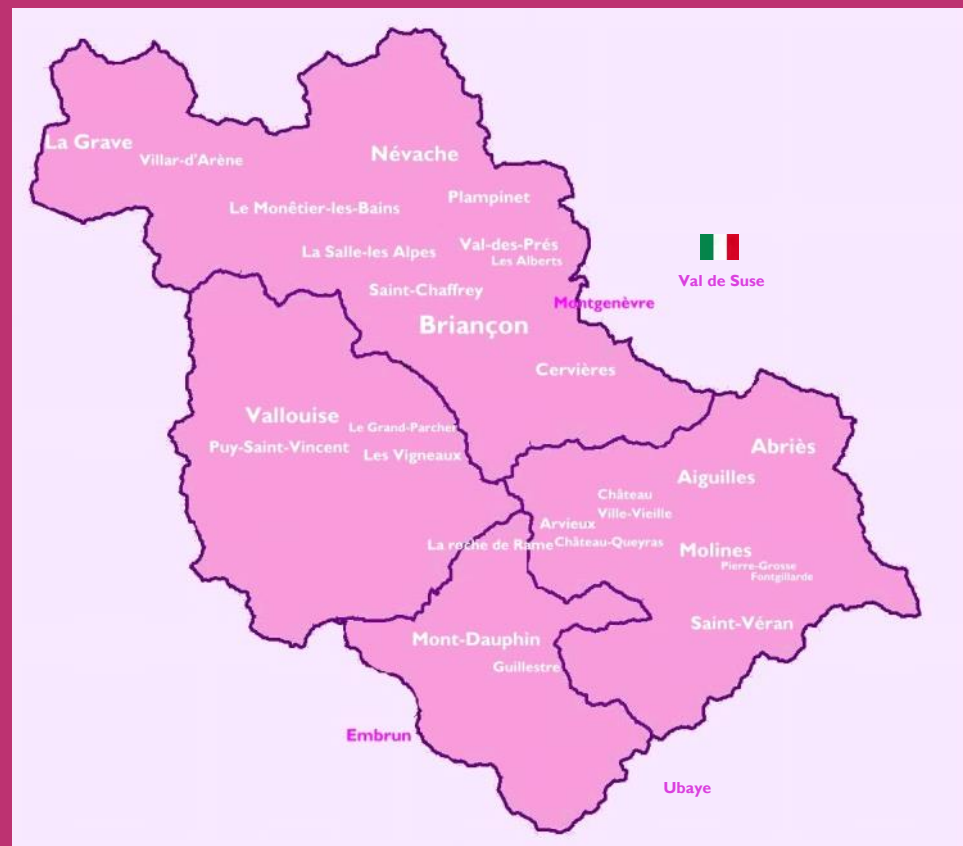 La Grave
Villar-d'Arène
Névache
Plampinet
Le Monêtier-les-Bains
La Salle-les Alpes
Val-des-Prés
Les Alberts
Val de Suse
Saint-Chaffrey
Montgenèvre
Briançon
Cervières
Vallouise
Le Grand-Parcher
Puy-Saint-Vincent
Les Vigneaux
Abriès
Aiguilles
Château
Ville-Vieille
Arvieux
La roche de Rame
Château-Queyras
Molines
Pierre-Grosse
Fontgillarde
Saint-Véran
Mont-Dauphin
Guillestre
Embrun
Ubaye